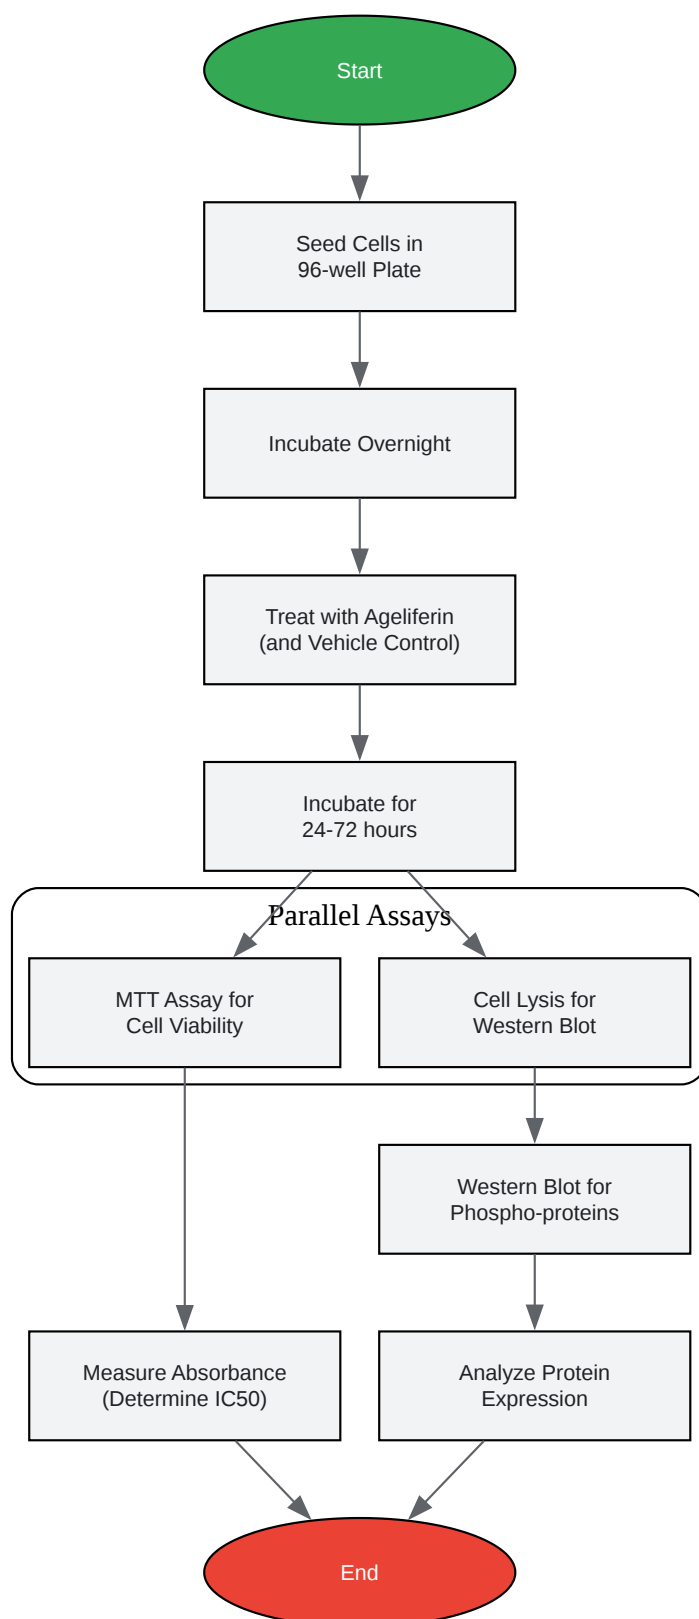 Start
Seed Cells in
96-well Plate
Incubate Overnight
Treat with Ageliferin
(and Vehicle Control)
Incubate for
24-72 hours
Parallel Assays
MTT Assay for
Cell Viability
Cell Lysis for
Western Blot
Western Blot for
Phospho-proteins
Measure Absorbance
(Determine IC50)
Analyze Protein
Expression
End